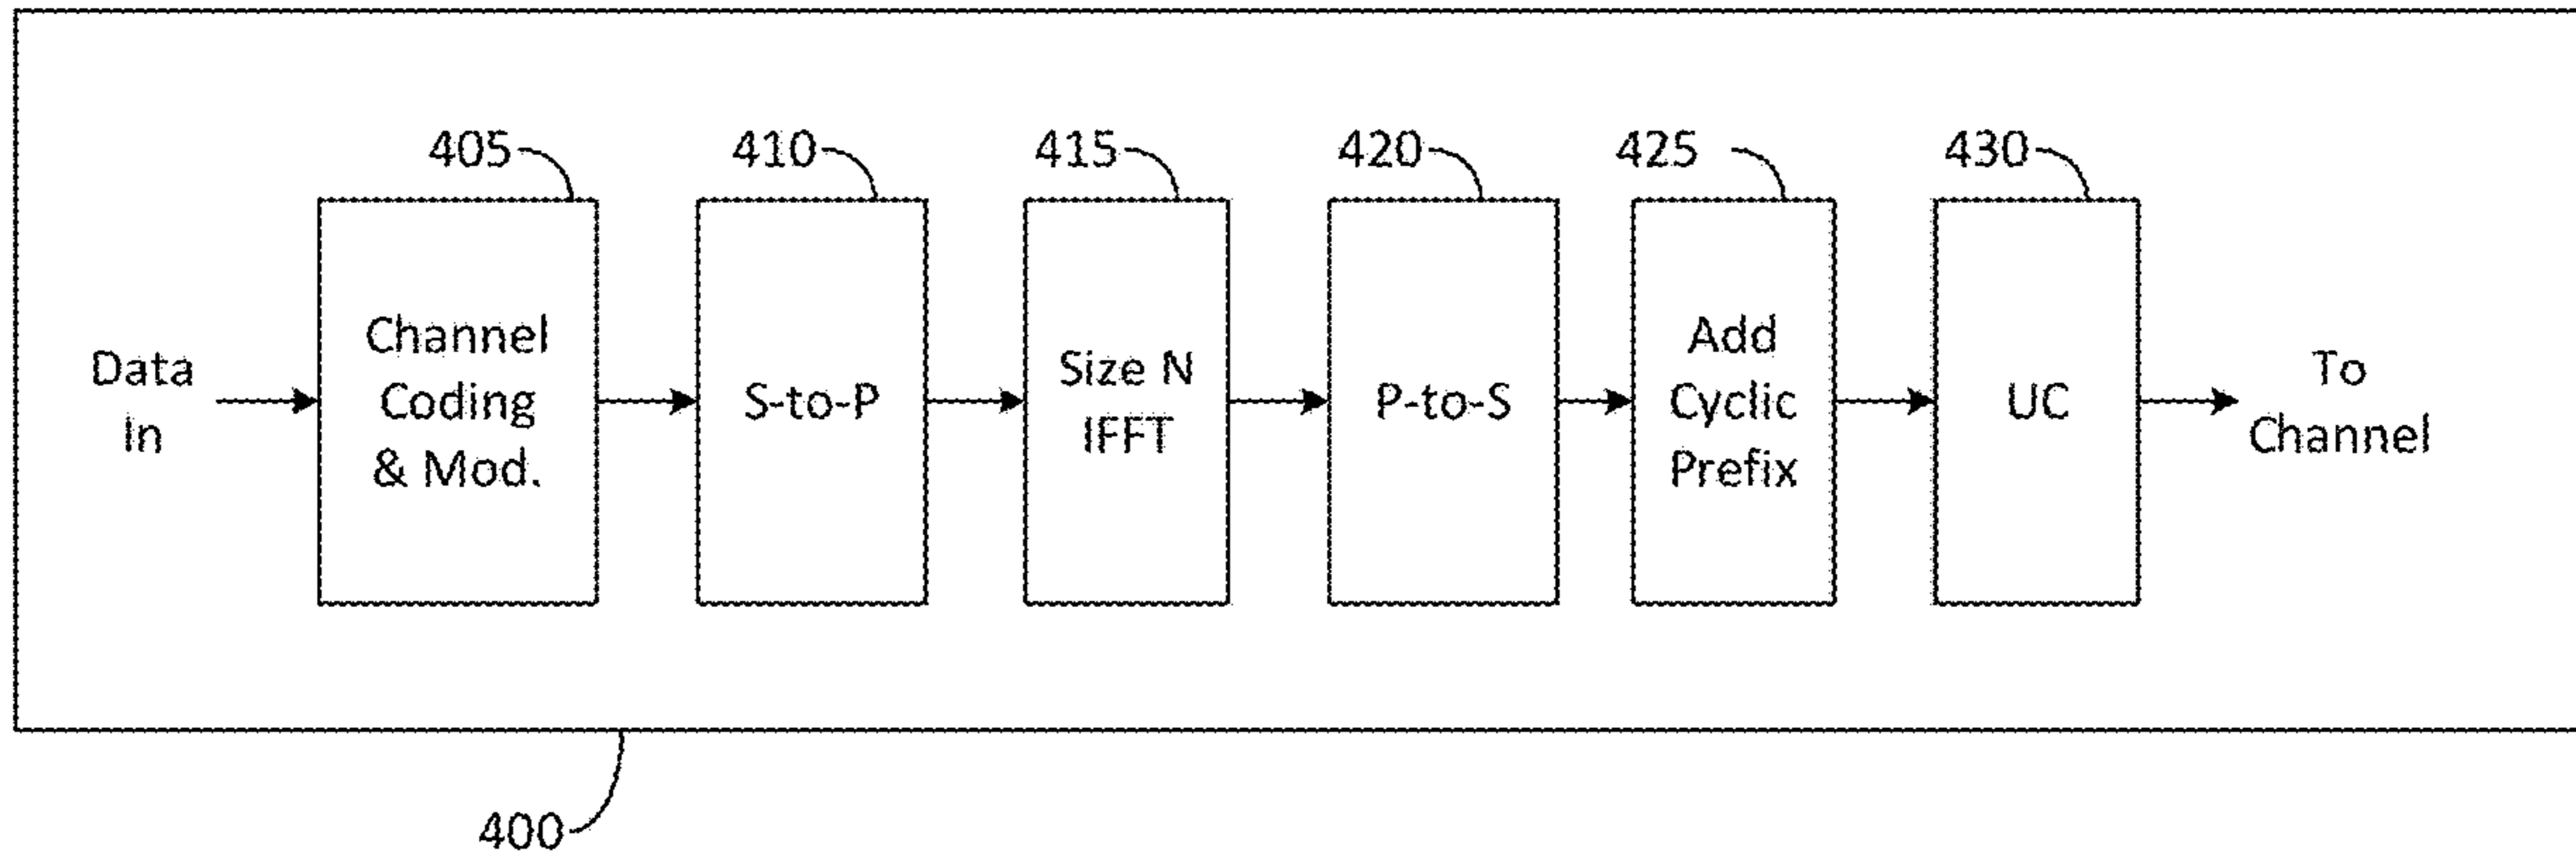 405
410
415
420
425
430
Data
In
Channel
Coding
& Mod.
S-to-P
Size N
IFFT
P-to-S
Add
Cyclic
Prefix
UC
To
Channel
400